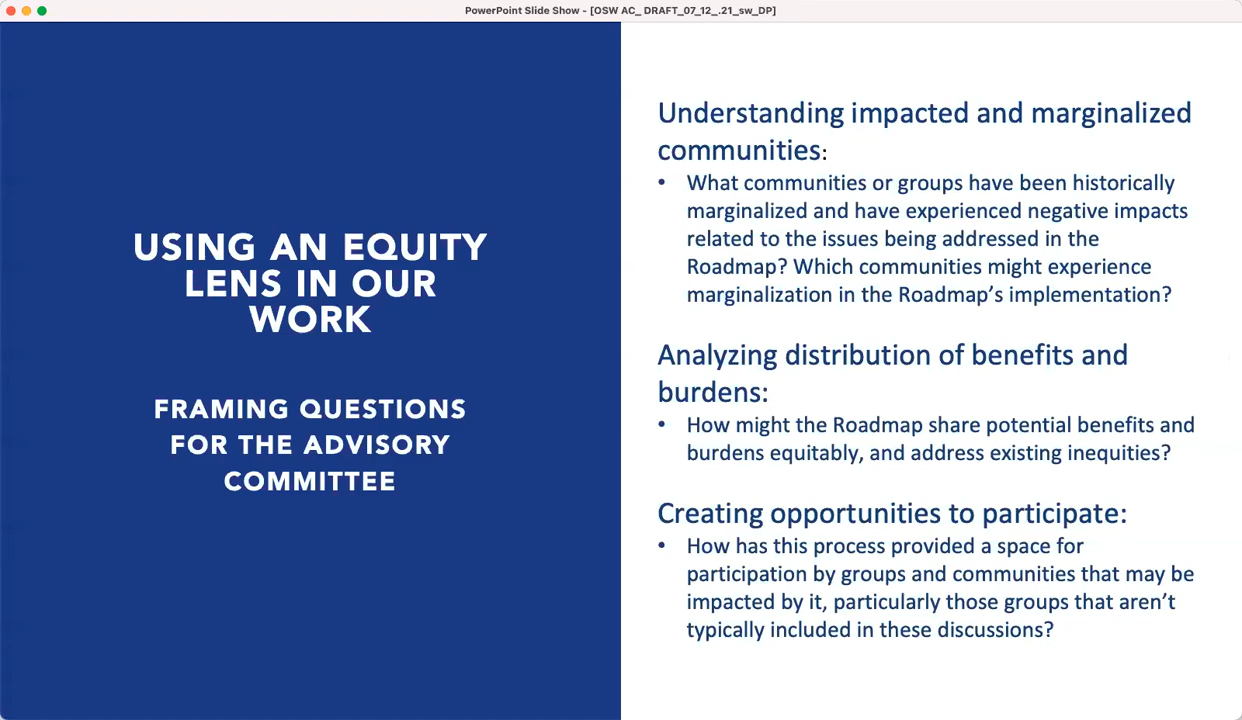 PowerPoint Slide Show - [OSW AC_ DRAFT_07_12_.21_sw_DP]
USING AN EQUITY
LENS IN OUR
WORK
FRAMING QUESTIONS
FOR THE ADVISORY
COMMITTEE
Understanding impacted and marginalized
communities:
• What communities or groups have been historically
marginalized and have experienced negative impacts
related to the issues being addressed in the
Roadmap? Which communities might experience
marginalization in the Roadmap’s implementation?
Analyzing distribution of benefits and
burdens:
• How might the Roadmap share potential benefits and
burdens equitably, and address existing inequities?
Creating opportunities to participate:
• How has this process provided a space for
participation by groups and communities that may be
impacted by it, particularly those groups that aren’t
typically included in these discussions?